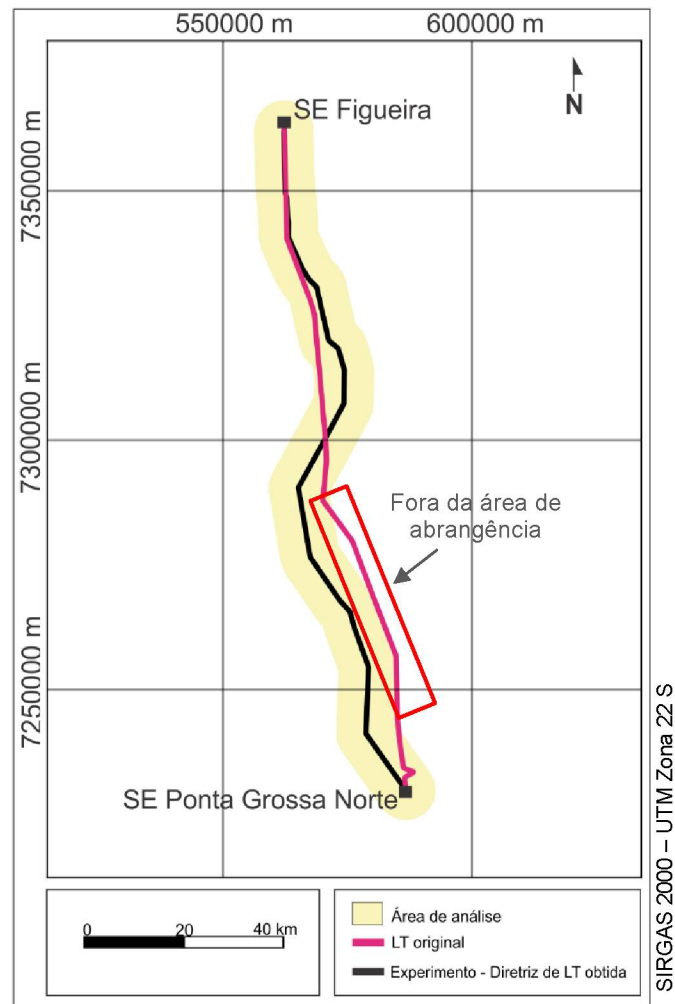 550000 m
600000 m
N
SE Figueira
7350000 m
7300000 m
Fora da área de
abrangência
7250000 m
SE Ponta Grossa Norte
SIRGAS 2000 – UTM Zona 22 S
0 20 40 km
Área de análise
LT original
Experimento - Diretriz de LT obtida